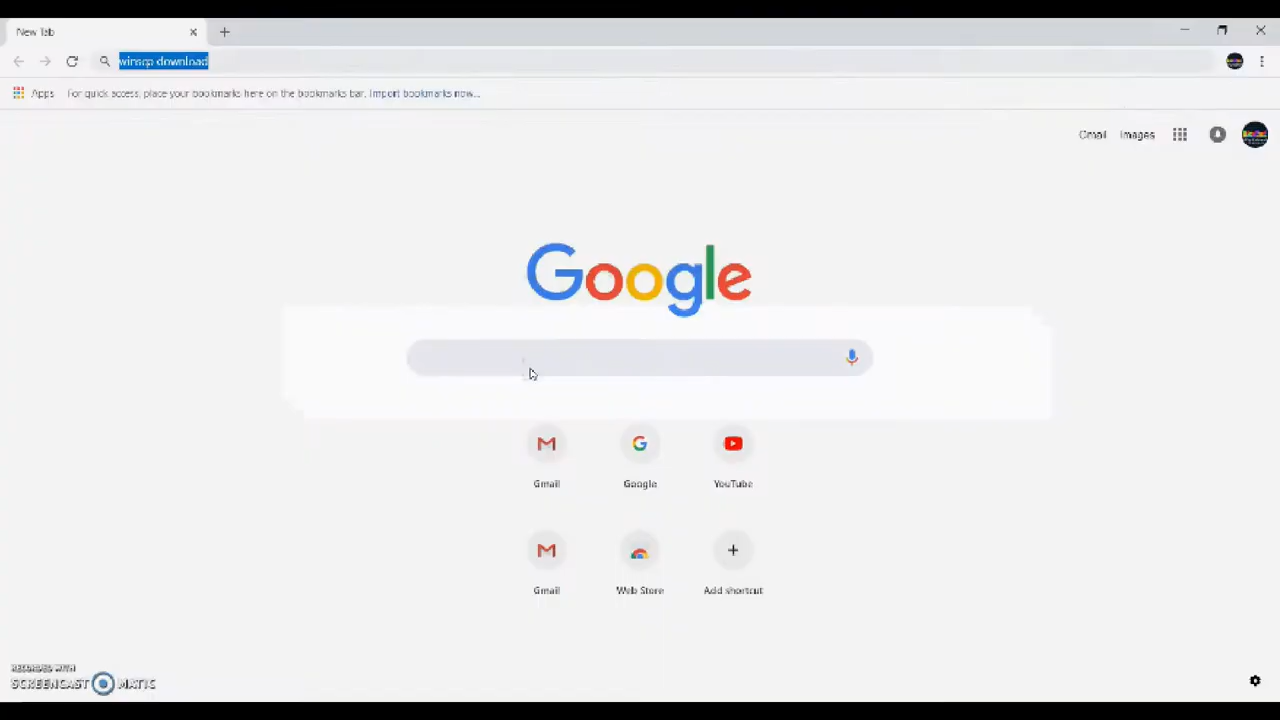 New Tab
winscp download
Apps For quick access, place your bookmarks here on the bookmarks bar. Import bookmarks now...
Gmail Images
Google
Gmail Google YouTube
Gmail Web Store Add shortcut
RECORDED WITH
SCREENCAST MATIC